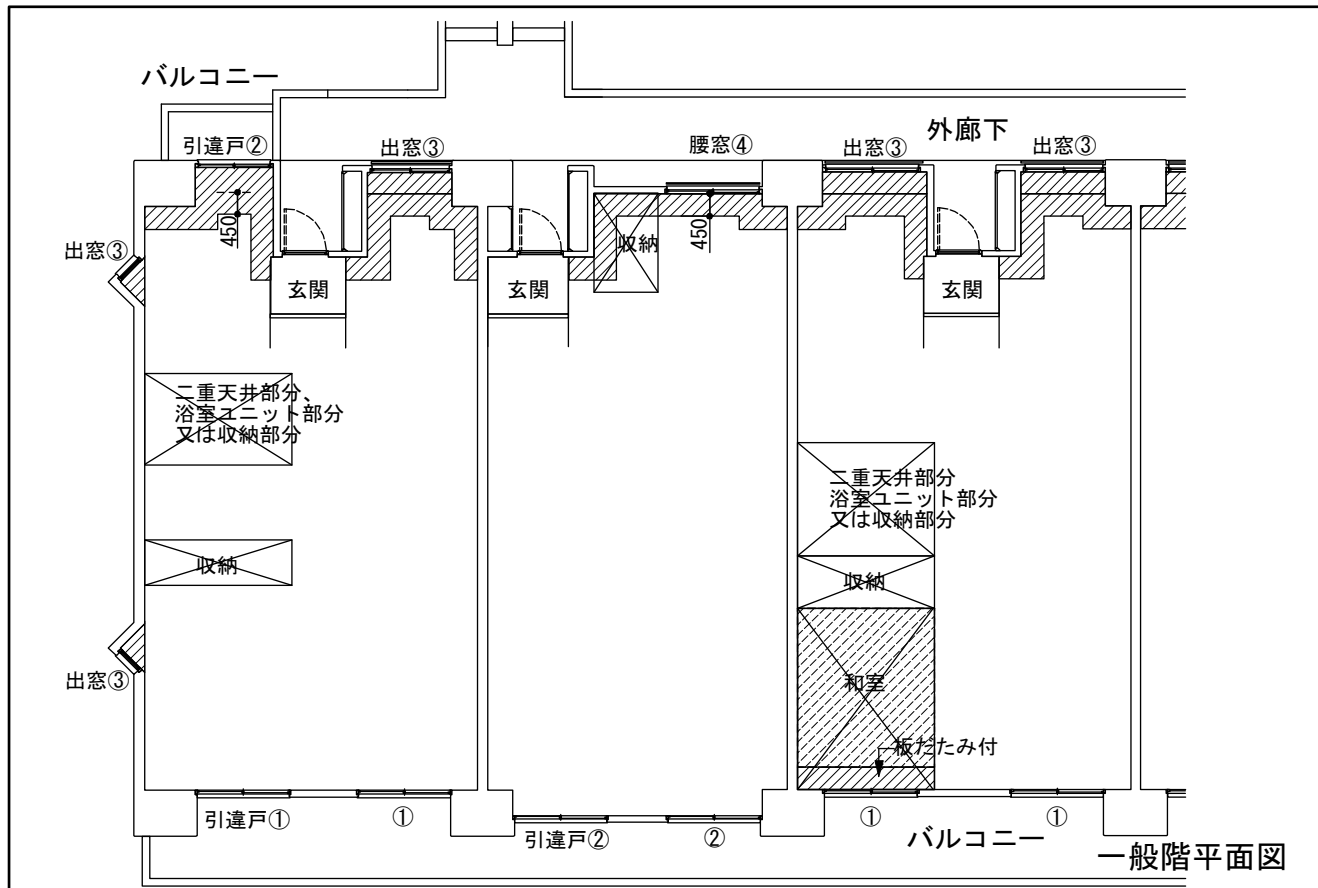 バルコニー
外廊下
引違戸②
出窓③
腰窓④
出窓③
出窓③
450
450
出窓③
収納
玄関
玄関
玄関
二重天井部分、
浴室ユニット部分
又は収納部分
二重天井部分
浴室ユニット部分
又は収納部分
収納
収納
出窓③
和室
板だたみ付
引違戸①
①
引違戸②
②
①
①
バルコニー
一般階平面図